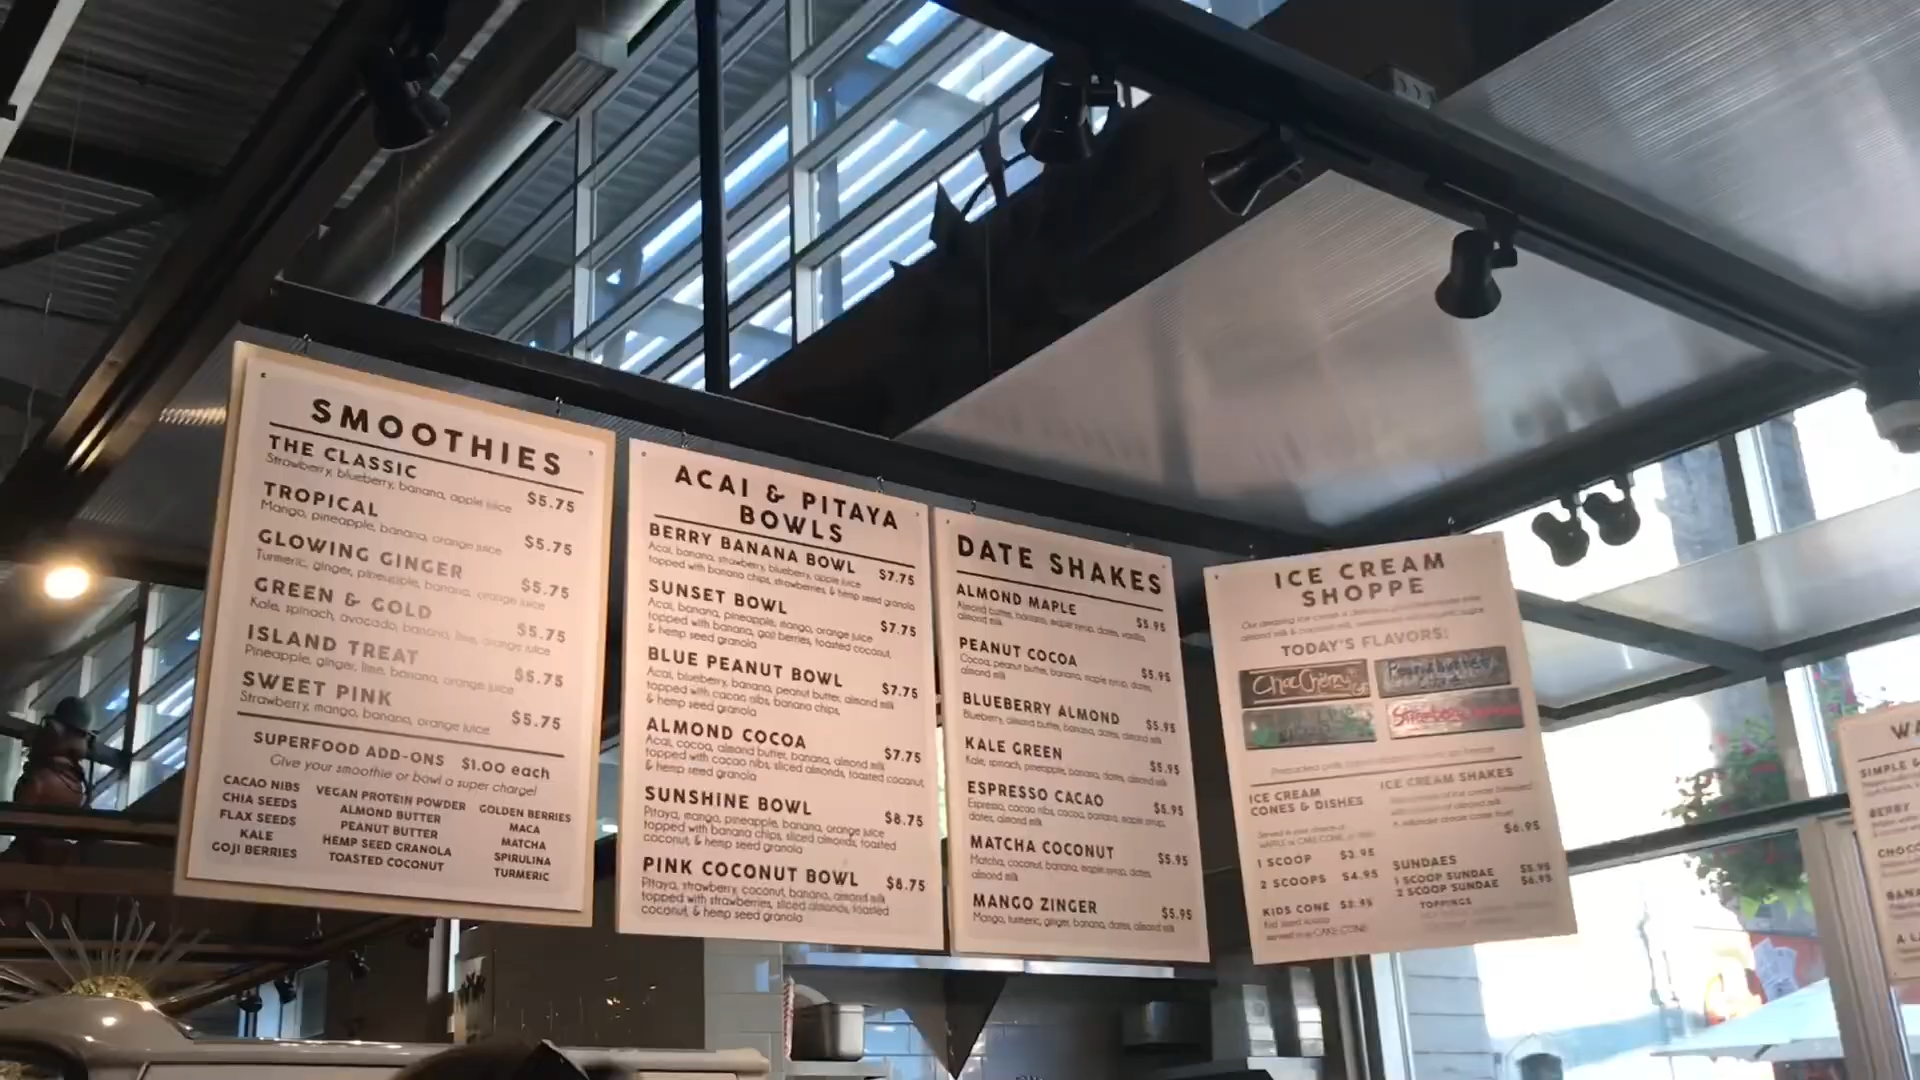 SMOOTHIES
THE CLASSIC
Strawberry, blueberry, banana, apple juice
$5.75
TROPICAL
Mango, pineapple, banana, orange juice
$5.75
GLOWING GINGER
Turmeric, ginger, pineapple, banana, orange juice
$5.75
GREEN & GOLD
Kale, spinach, avocado, banana, lime, orange juice
$5.75
ISLAND TREAT
Pineapple, ginger, lime, banana, orange juice
$5.75
SWEET PINK
Strawberry, mango, banana, orange juice
$5.75
SUPERFOOD ADD-ONS $1.00 each
Give your smoothie or bowl a super charge!
CACAO NIBS
CHIA SEEDS
FLAX SEEDS
KALE
GOJI BERRIES
VEGAN PROTEIN POWDER
ALMOND BUTTER
PEANUT BUTTER
HEMP SEED GRANOLA
TOASTED COCONUT
GOLDEN BERRIES
MACA
MATCHA
SPIRULINA
TURMERIC
ACAI & PITAYA
BOWLS
BERRY BANANA BOWL
Acai, banana, strawberry, blueberry, apple juice
$7.75
topped with banana chips, strawberries, & hemp seed granola
SUNSET BOWL
Acai, banana, pineapple, mango, orange juice
$7.75
topped with banana, goji berries, toasted coconut,
& hemp seed granola
BLUE PEANUT BOWL
Acai, blueberry, banana, peanut butter, almond milk
$7.75
topped with cacao nibs, banana chips,
& hemp seed granola
ALMOND COCOA
Acai, cocoa, almond butter, banana, almond milk
$7.75
topped with cacao nibs, sliced almonds, toasted coconut,
& hemp seed granola
SUNSHINE BOWL
Pitaya, mango, pineapple, banana, orange juice
$8.75
topped with banana chips, sliced almonds, toasted
coconut, & hemp seed granola
PINK COCONUT BOWL
Pitaya, strawberry, coconut, banana, almond milk
$8.75
topped with strawberries, sliced almonds, toasted
coconut, & hemp seed granola
DATE SHAKES
ALMOND MAPLE
Almond butter, banana, maple syrup, dates, vanilla,
$5.95
almond milk
PEANUT COCOA
Cocoa, peanut butter, banana, maple syrup, dates,
$5.95
almond milk
BLUEBERRY ALMOND
Blueberry, almond butter, banana, dates, almond milk
$5.95
KALE GREEN
Kale, spinach, pineapple, banana, dates, almond milk
$5.95
ESPRESSO CACAO
Espresso, cocoa nibs, cocoa, banana, maple syrup,
$5.95
dates, almond milk
MATCHA COCONUT
Matcha, coconut, banana, maple syrup, dates,
$5.95
almond milk
MANGO ZINGER
Mango, turmeric, ginger, banana, dates, almond milk
$5.95
ICE CREAM
SHOPPE
TODAY'S FLAVORS:
Choc Cherry
ICE CREAM
CONES & DISHES
1 SCOOP $3.95
2 SCOOPS $4.95
KIDS CONE
served in a CAKE CONE
ICE CREAM SHAKES
$6.95
SUNDAES
1 SCOOP SUNDAE $5.95
2 SCOOP SUNDAE $6.95
TOPPINGS
SIMPLE &
BERRY